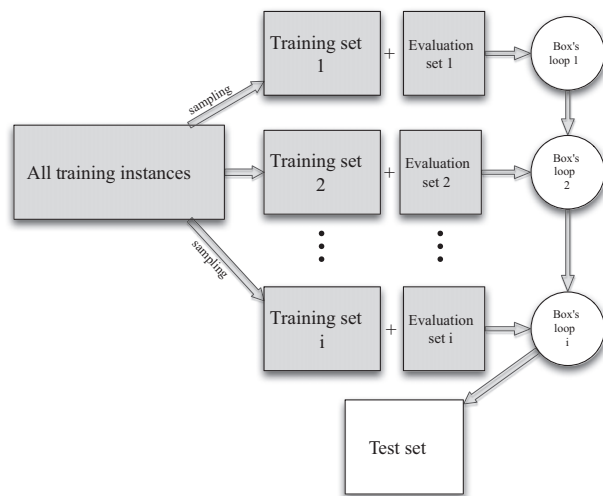 Training set
1
+
Evaluation
set 1
Box's
loop 1
sampling
All training instances
Training set
2
+
Evaluation
set 2
Box's
loop
2
sampling
Training set
i
+
Evaluation
set i
Box's
loop
i
Test set